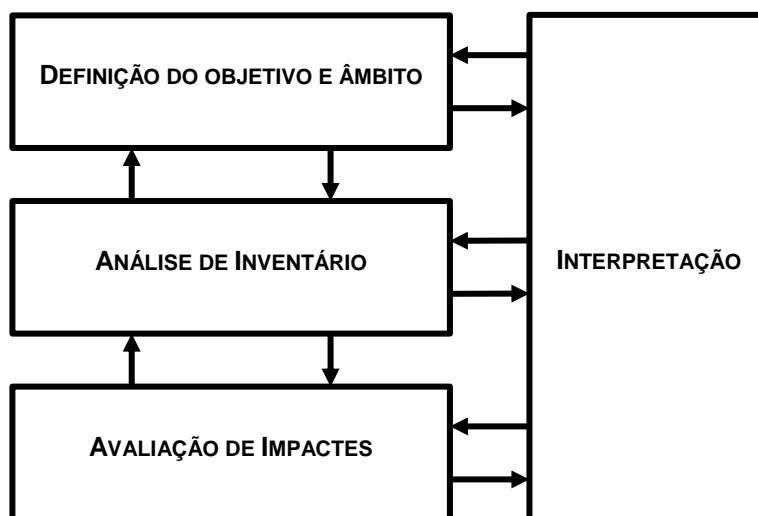 DEFINIÇÃO DO OBJETIVO E ÂMBITO
ANÁLISE DE INVENTÁRIO
INTERPRETAÇÃO
AVALIAÇÃO DE IMPACTES